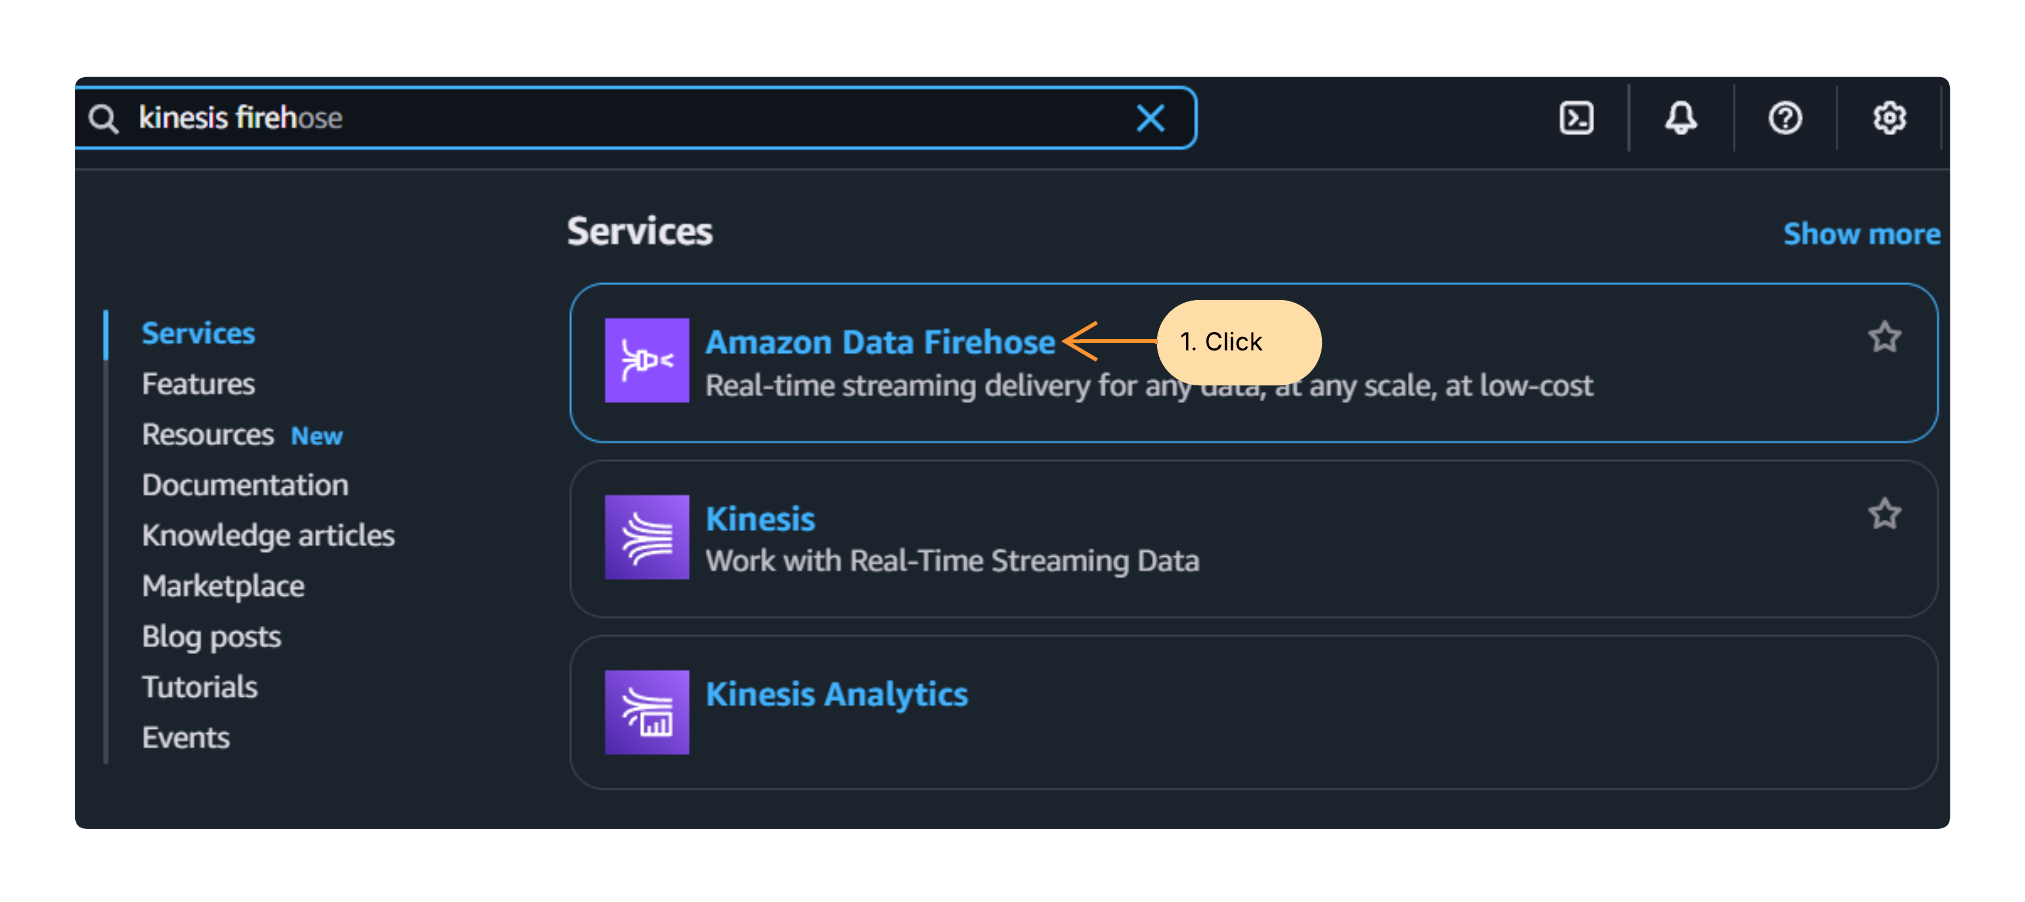 kinesis firehose
Services
Show more
Services
Features
Resources New
Documentation
Knowledge articles
Marketplace
Blog posts
Tutorials
Events
Amazon Data Firehose
1. Click
Real-time streaming delivery for any data, at any scale, at low-cost
Kinesis
Work with Real-Time Streaming Data
Kinesis Analytics